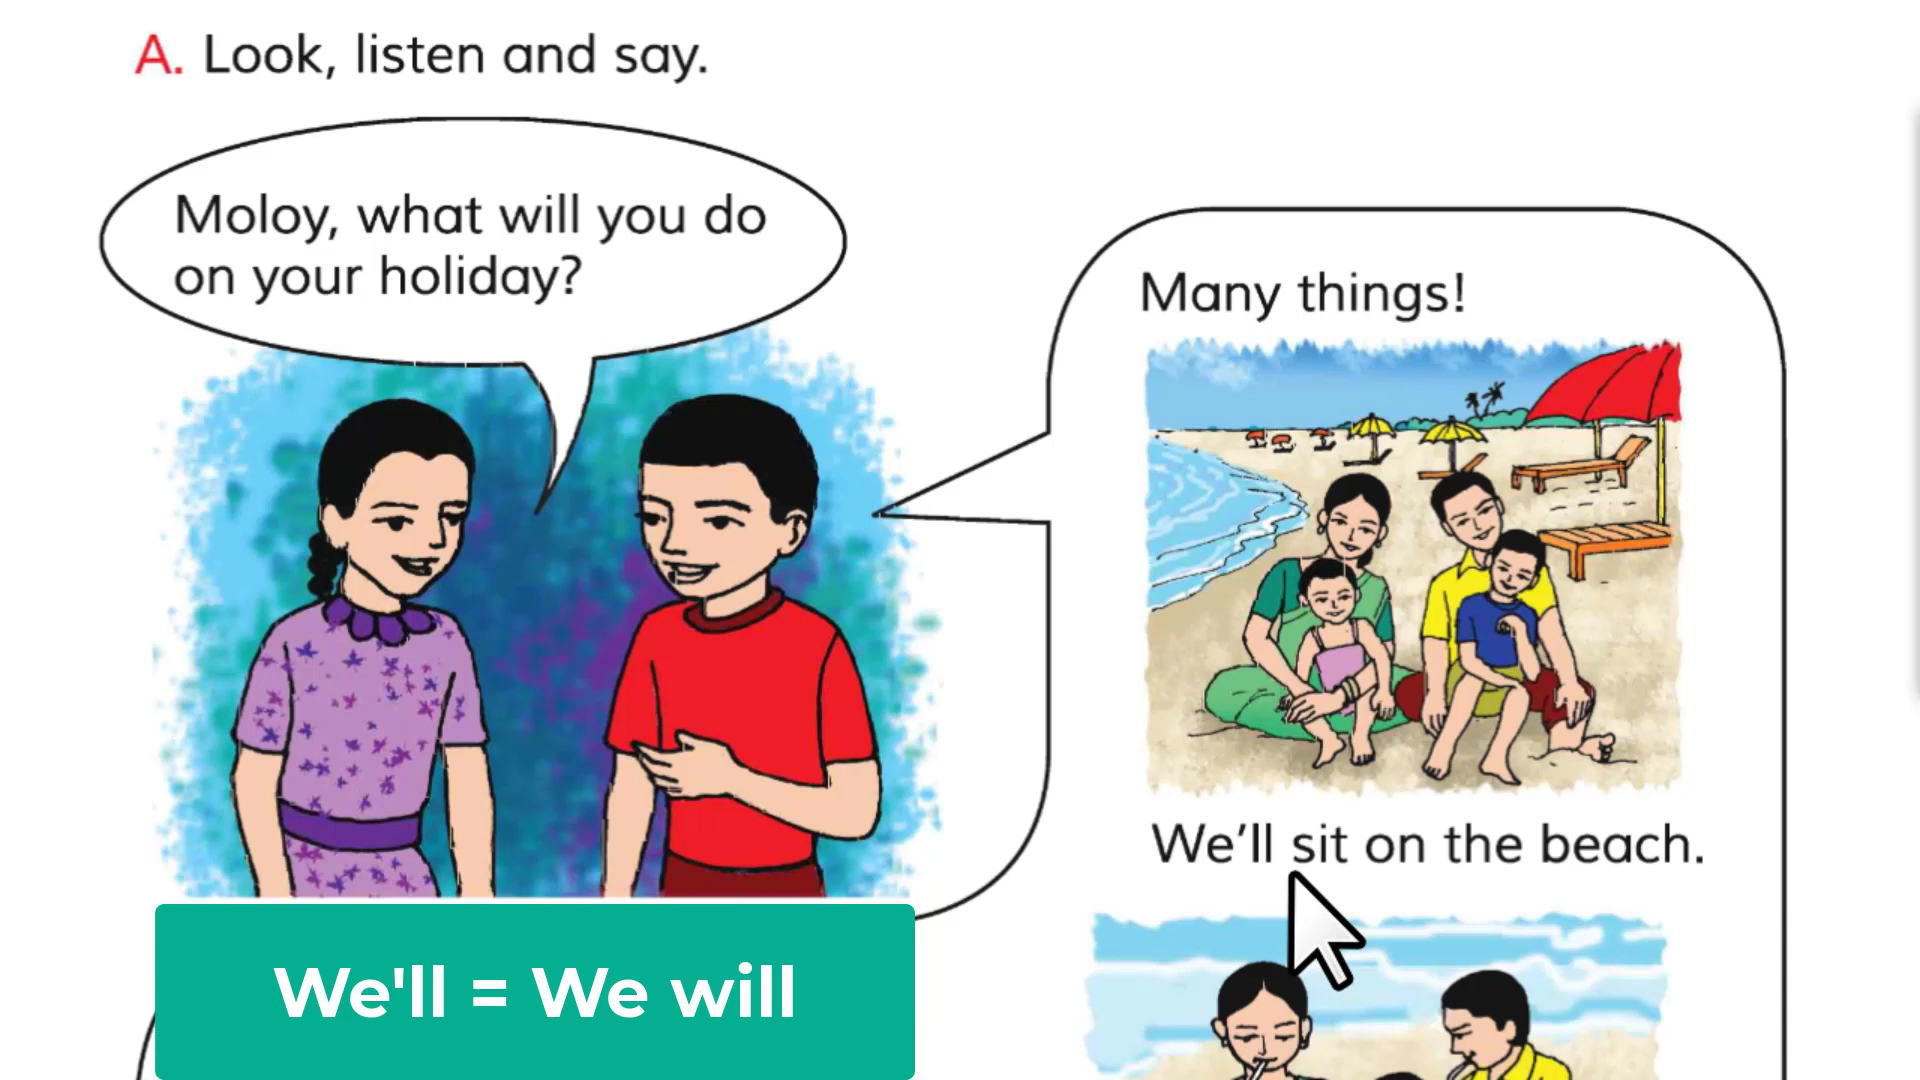 A. Look, listen and say.
Moloy, what will you do
on your holiday?
Many things!
We’ll sit on the beach.
We'll = We will